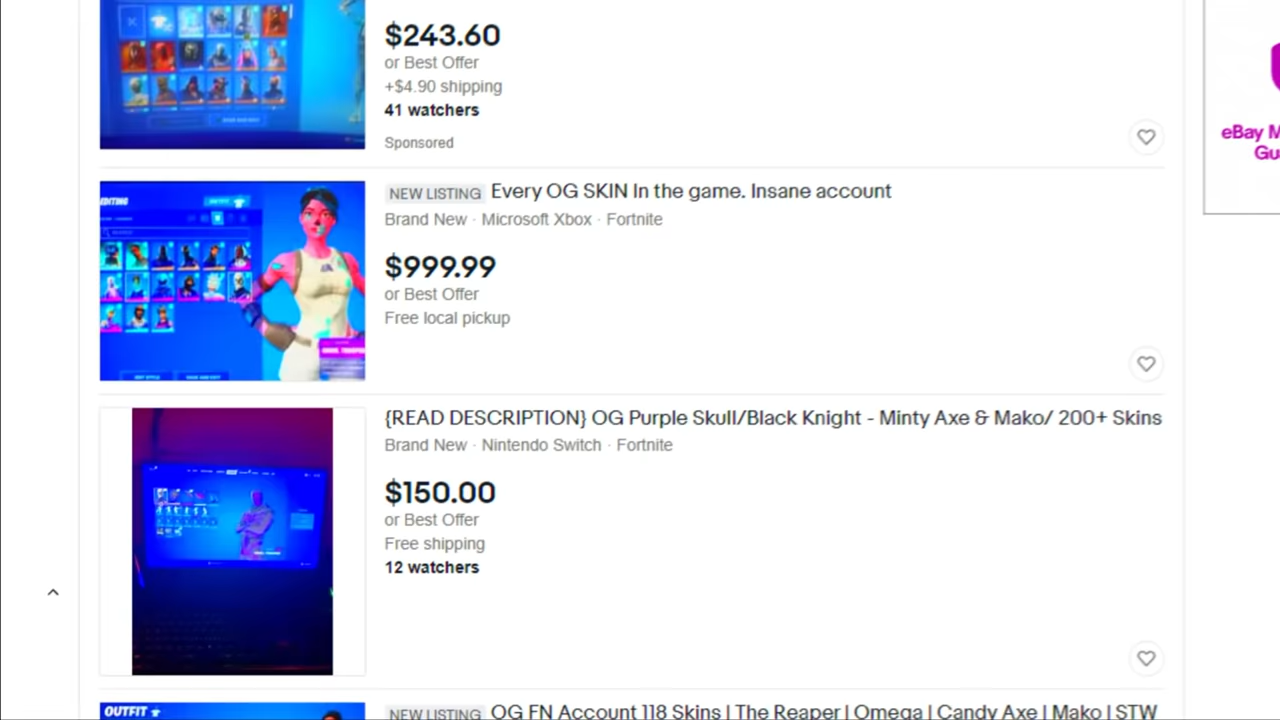 $243.60
or Best Offer
+$4.90 shipping
41 watchers
Sponsored
eBay M
Gu
EDITING
NEW LISTING Every OG SKIN In the game. Insane account
Brand New · Microsoft Xbox · Fortnite
$999.99
or Best Offer
Free local pickup
{READ DESCRIPTION} OG Purple Skull/Black Knight - Minty Axe & Mako/ 200+ Skins
Brand New · Nintendo Switch · Fortnite
$150.00
or Best Offer
Free shipping
12 watchers
OUTFIT
NEW LISTING OG FN Account 118 Skins | The Reaper | Omega | Candy Axe | Mako | STW